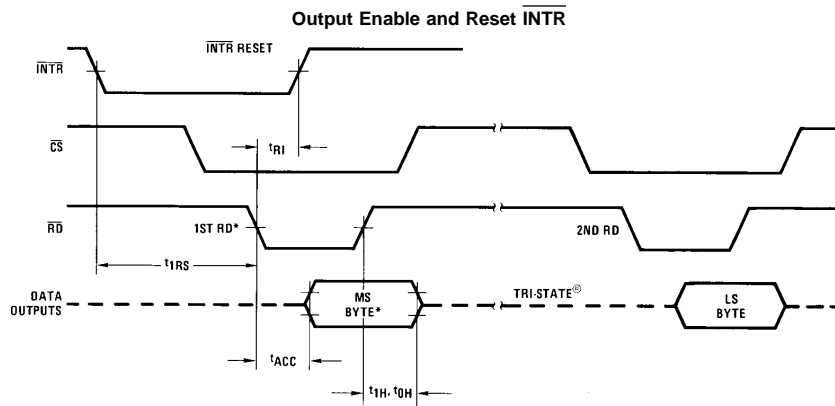 Output Enable and Reset INTR
INTR
INTR RESET
CS
tRI
RD
1ST RD*
2ND RD
t1RS
DATA
OUTPUTS
MS
BYTE*
TRI-STATE®
LS
BYTE
tACC
t1H, t0H